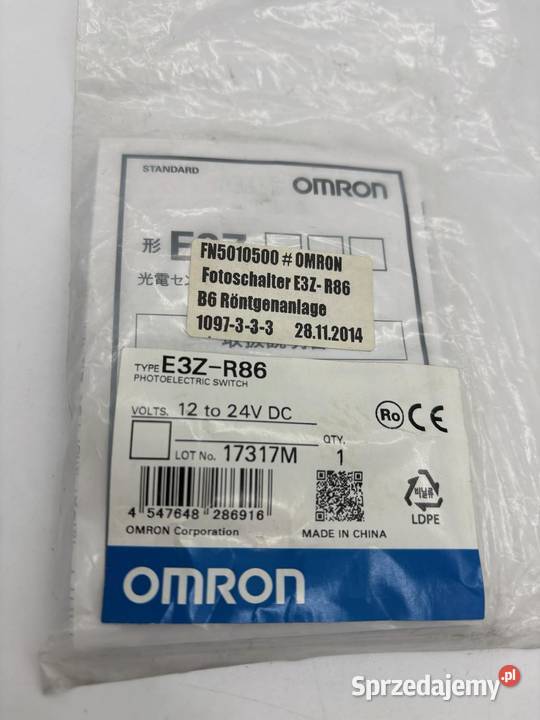 STANDARD
OMRON
形 E3Z
光電セン
FN5010500 # OMRON
Fotoschalter E3Z- R86
B6 Röntgenanlage
1097-3-3-3 28.11.2014
TYPE E3Z-R86
PHOTOELECTRIC SWITCH
VOLTS. 12 to 24V DC
LOT No. 17317M
QTY.
1
4 547648 286916
OMRON Corporation
MADE IN CHINA
LDPE
OMRON
Sprzedajemy.pl